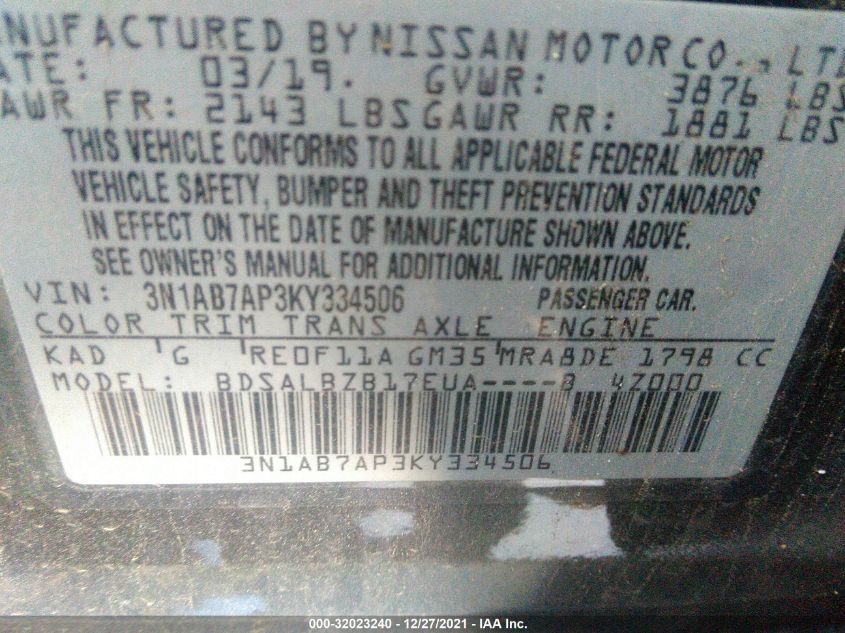 MANUFACTURED BY NISSAN MOTOR CO., LTD
DATE: 03/19. GVWR: 3876 LBS
GAWR FR: 2143 LBS GAWR RR: 1881 LBS
THIS VEHICLE CONFORMS TO ALL APPLICABLE FEDERAL MOTOR
VEHICLE SAFETY, BUMPER AND THEFT PREVENTION STANDARDS
IN EFFECT ON THE DATE OF MANUFACTURE SHOWN ABOVE.
SEE OWNER'S MANUAL FOR ADDITIONAL INFORMATION.
VIN: 3N1AB7AP3KY334506 PASSENGER CAR.
COLOR TRIM TRANS AXLE ENGINE
KAD G RE0F11A GM35 MRA8DE 1798 CC
MODEL: 4Z000
3N1AB7AP3KY334506
000-32023240 - 12/27/2021 - IAA Inc.